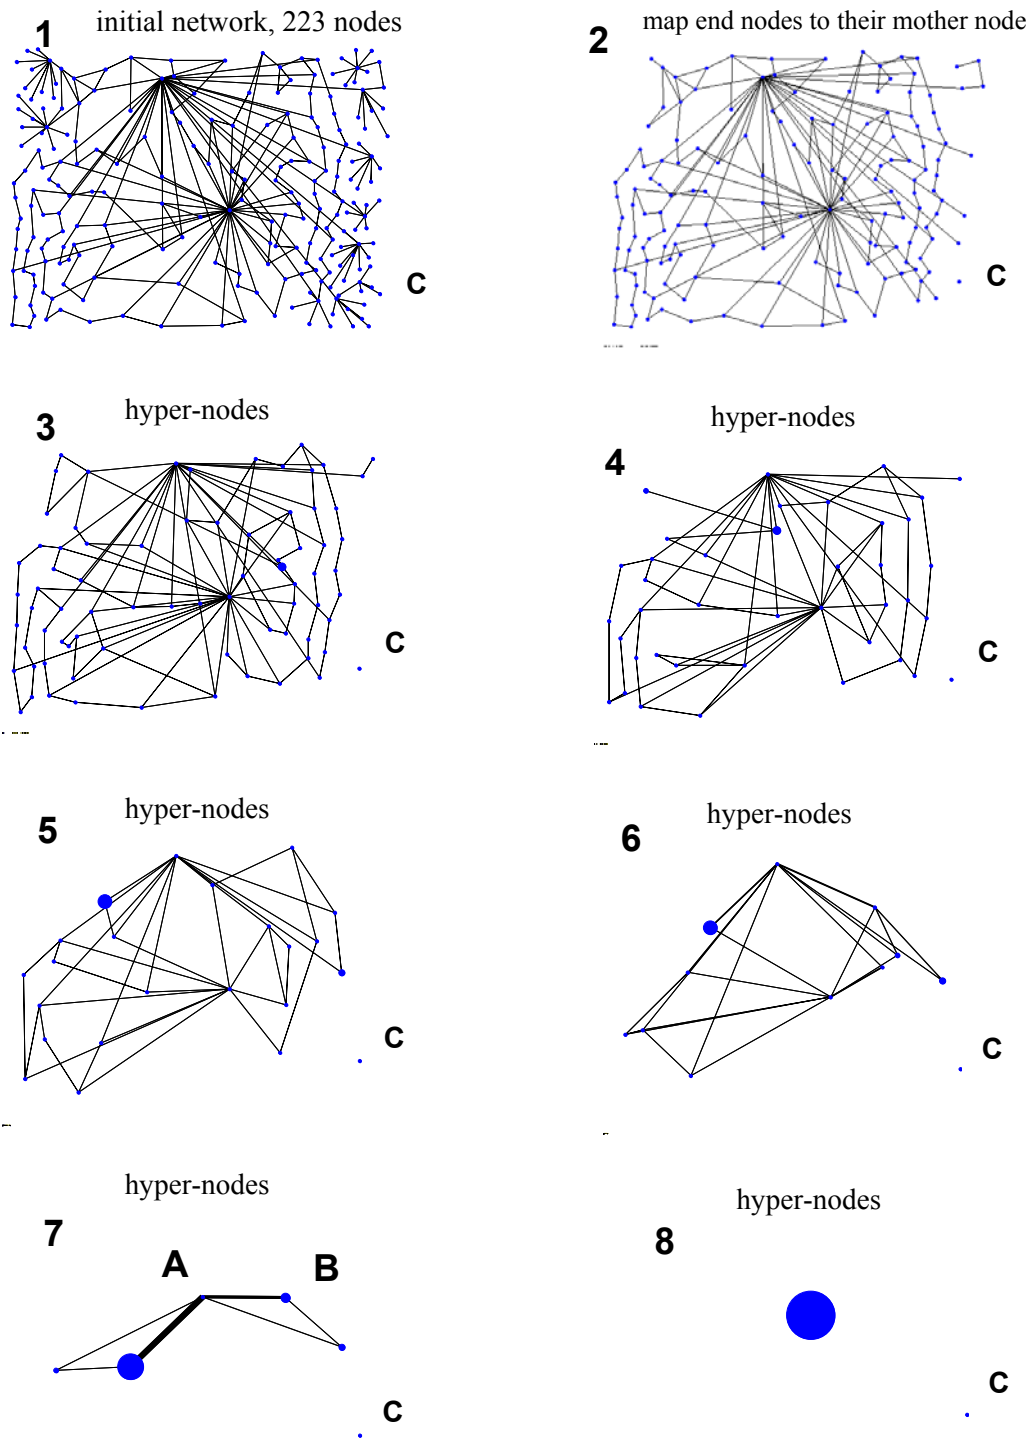 1
initial network, 223 nodes
C
2
map end nodes to their mother node
C
3
hyper-nodes
C
4
hyper-nodes
C
5
hyper-nodes
C
6
hyper-nodes
C
7
hyper-nodes
A
B
C
8
hyper-nodes
C